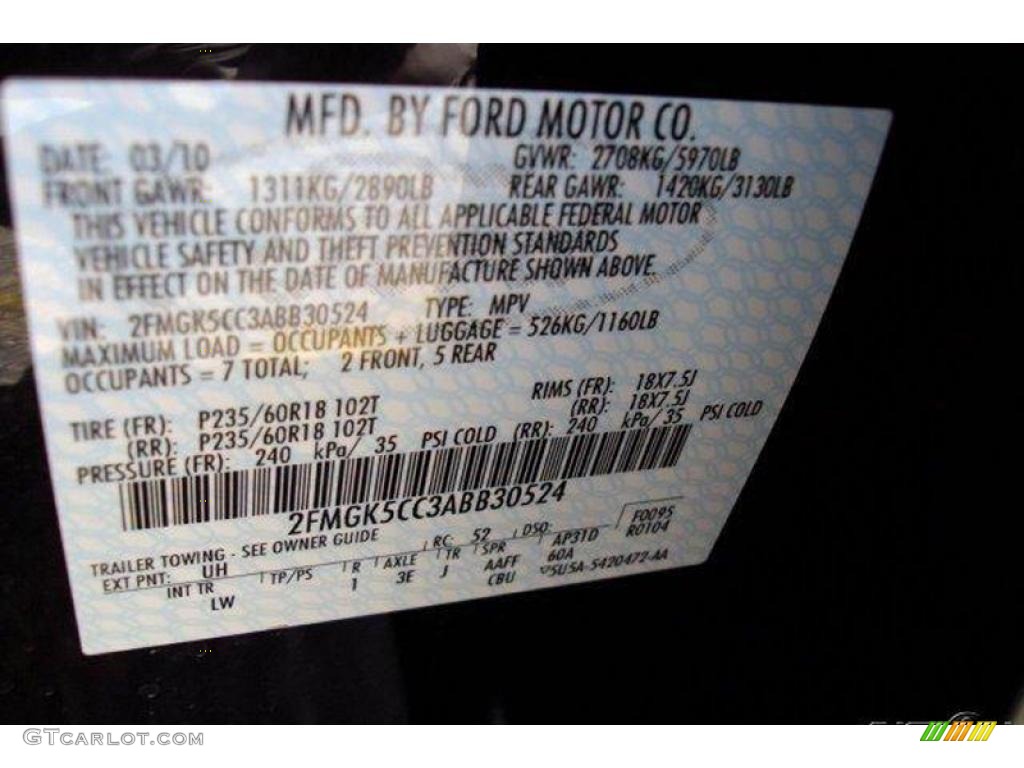 MFD. BY FORD MOTOR CO.
DATE: 03/10 GVWR: 2708KG/5970LB
FRONT GAWR: 1311KG/2890LB REAR GAWR: 1420KG/3130LB
THIS VEHICLE CONFORMS TO ALL APPLICABLE FEDERAL MOTOR
VEHICLE SAFETY AND THEFT PREVENTION STANDARDS
IN EFFECT ON THE DATE OF MANUFACTURE SHOWN ABOVE.
VIN: 2FMGK5CC3ABB30524 TYPE: MPV
MAXIMUM LOAD = OCCUPANTS + LUGGAGE = 526KG/1160LB
OCCUPANTS = 7 TOTAL; 2 FRONT, 5 REAR
TIRE (FR): P235/60R18 102T RIMS (FR): 18X7.5J
(RR): P235/60R18 102T (RR): 18X7.5J
PRESSURE (FR): 240 kPa/ 35 PSI COLD (RR): 240 kPa/ 35 PSI COLD
2FMGK5CC3ABB30524
F0095
R0104
TRAILER TOWING - SEE OWNER GUIDE RC: 52 DSO: AP31D
EXT PNT: UH TP/PS R AXLE TR SPR 60A
INT TR 1 3E J AAFF
LW CBU 5U5A-5420472-AA
GTcarlot.com